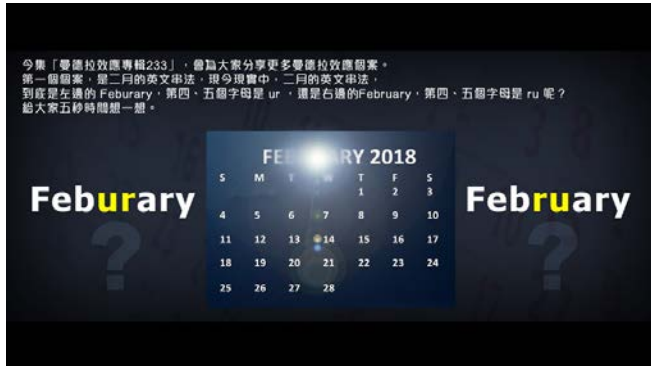 今集「曼德拉效應專輯233」，會為大家分享更多曼德拉效應個案。
第一個個案，是二月的英文串法，現今現實中，二月的英文串法，
到底是左邊的 Feburary，第四、五個字母是 ur ，還是右邊的February，第四、五個字母是 ru 呢？
給大家五秒時間想一想。
Feburary
FE RY 2018
S M T W T F S
1 2 3
4 5 6 7 8 9 10
11 12 13 14 15 16 17
18 19 20 21 22 23 24
25 26 27 28
February
?
?